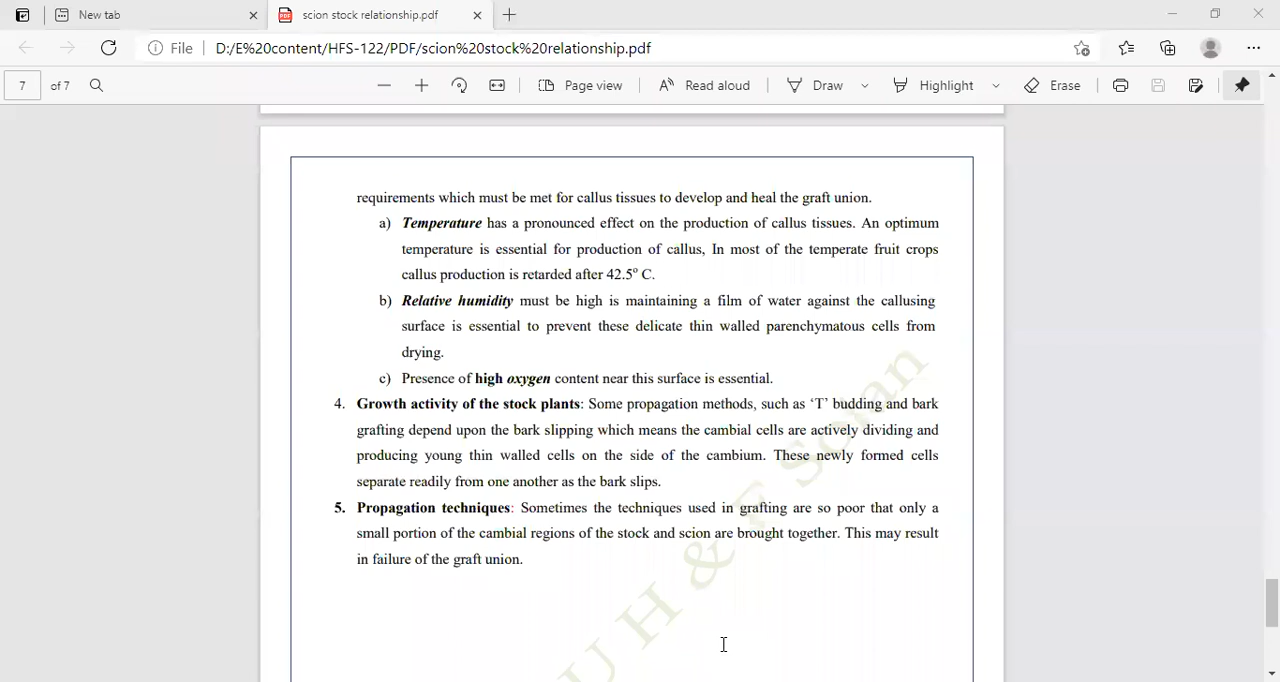 New tab
scion stock relationship.pdf
File
D:/E%20content/HFS-122/PDF/scion%20stock%20relationship.pdf
7 of 7
Page view
Read aloud
Draw
Highlight
Erase
requirements which must be met for callus tissues to develop and heal the graft union.
a) Temperature has a pronounced effect on the production of callus tissues. An optimum
temperature is essential for production of callus, In most of the temperate fruit crops
callus production is retarded after 42.5° C.
b) Relative humidity must be high is maintaining a film of water against the callusing
surface is essential to prevent these delicate thin walled parenchymatous cells from
drying.
c) Presence of high oxygen content near this surface is essential.
4. Growth activity of the stock plants: Some propagation methods, such as ‘T’ budding and bark
grafting depend upon the bark slipping which means the cambial cells are actively dividing and
producing young thin walled cells on the side of the cambium. These newly formed cells
separate readily from one another as the bark slips.
5. Propagation techniques: Sometimes the techniques used in grafting are so poor that only a
small portion of the cambial regions of the stock and scion are brought together. This may result
in failure of the graft union.
U H & F Solan